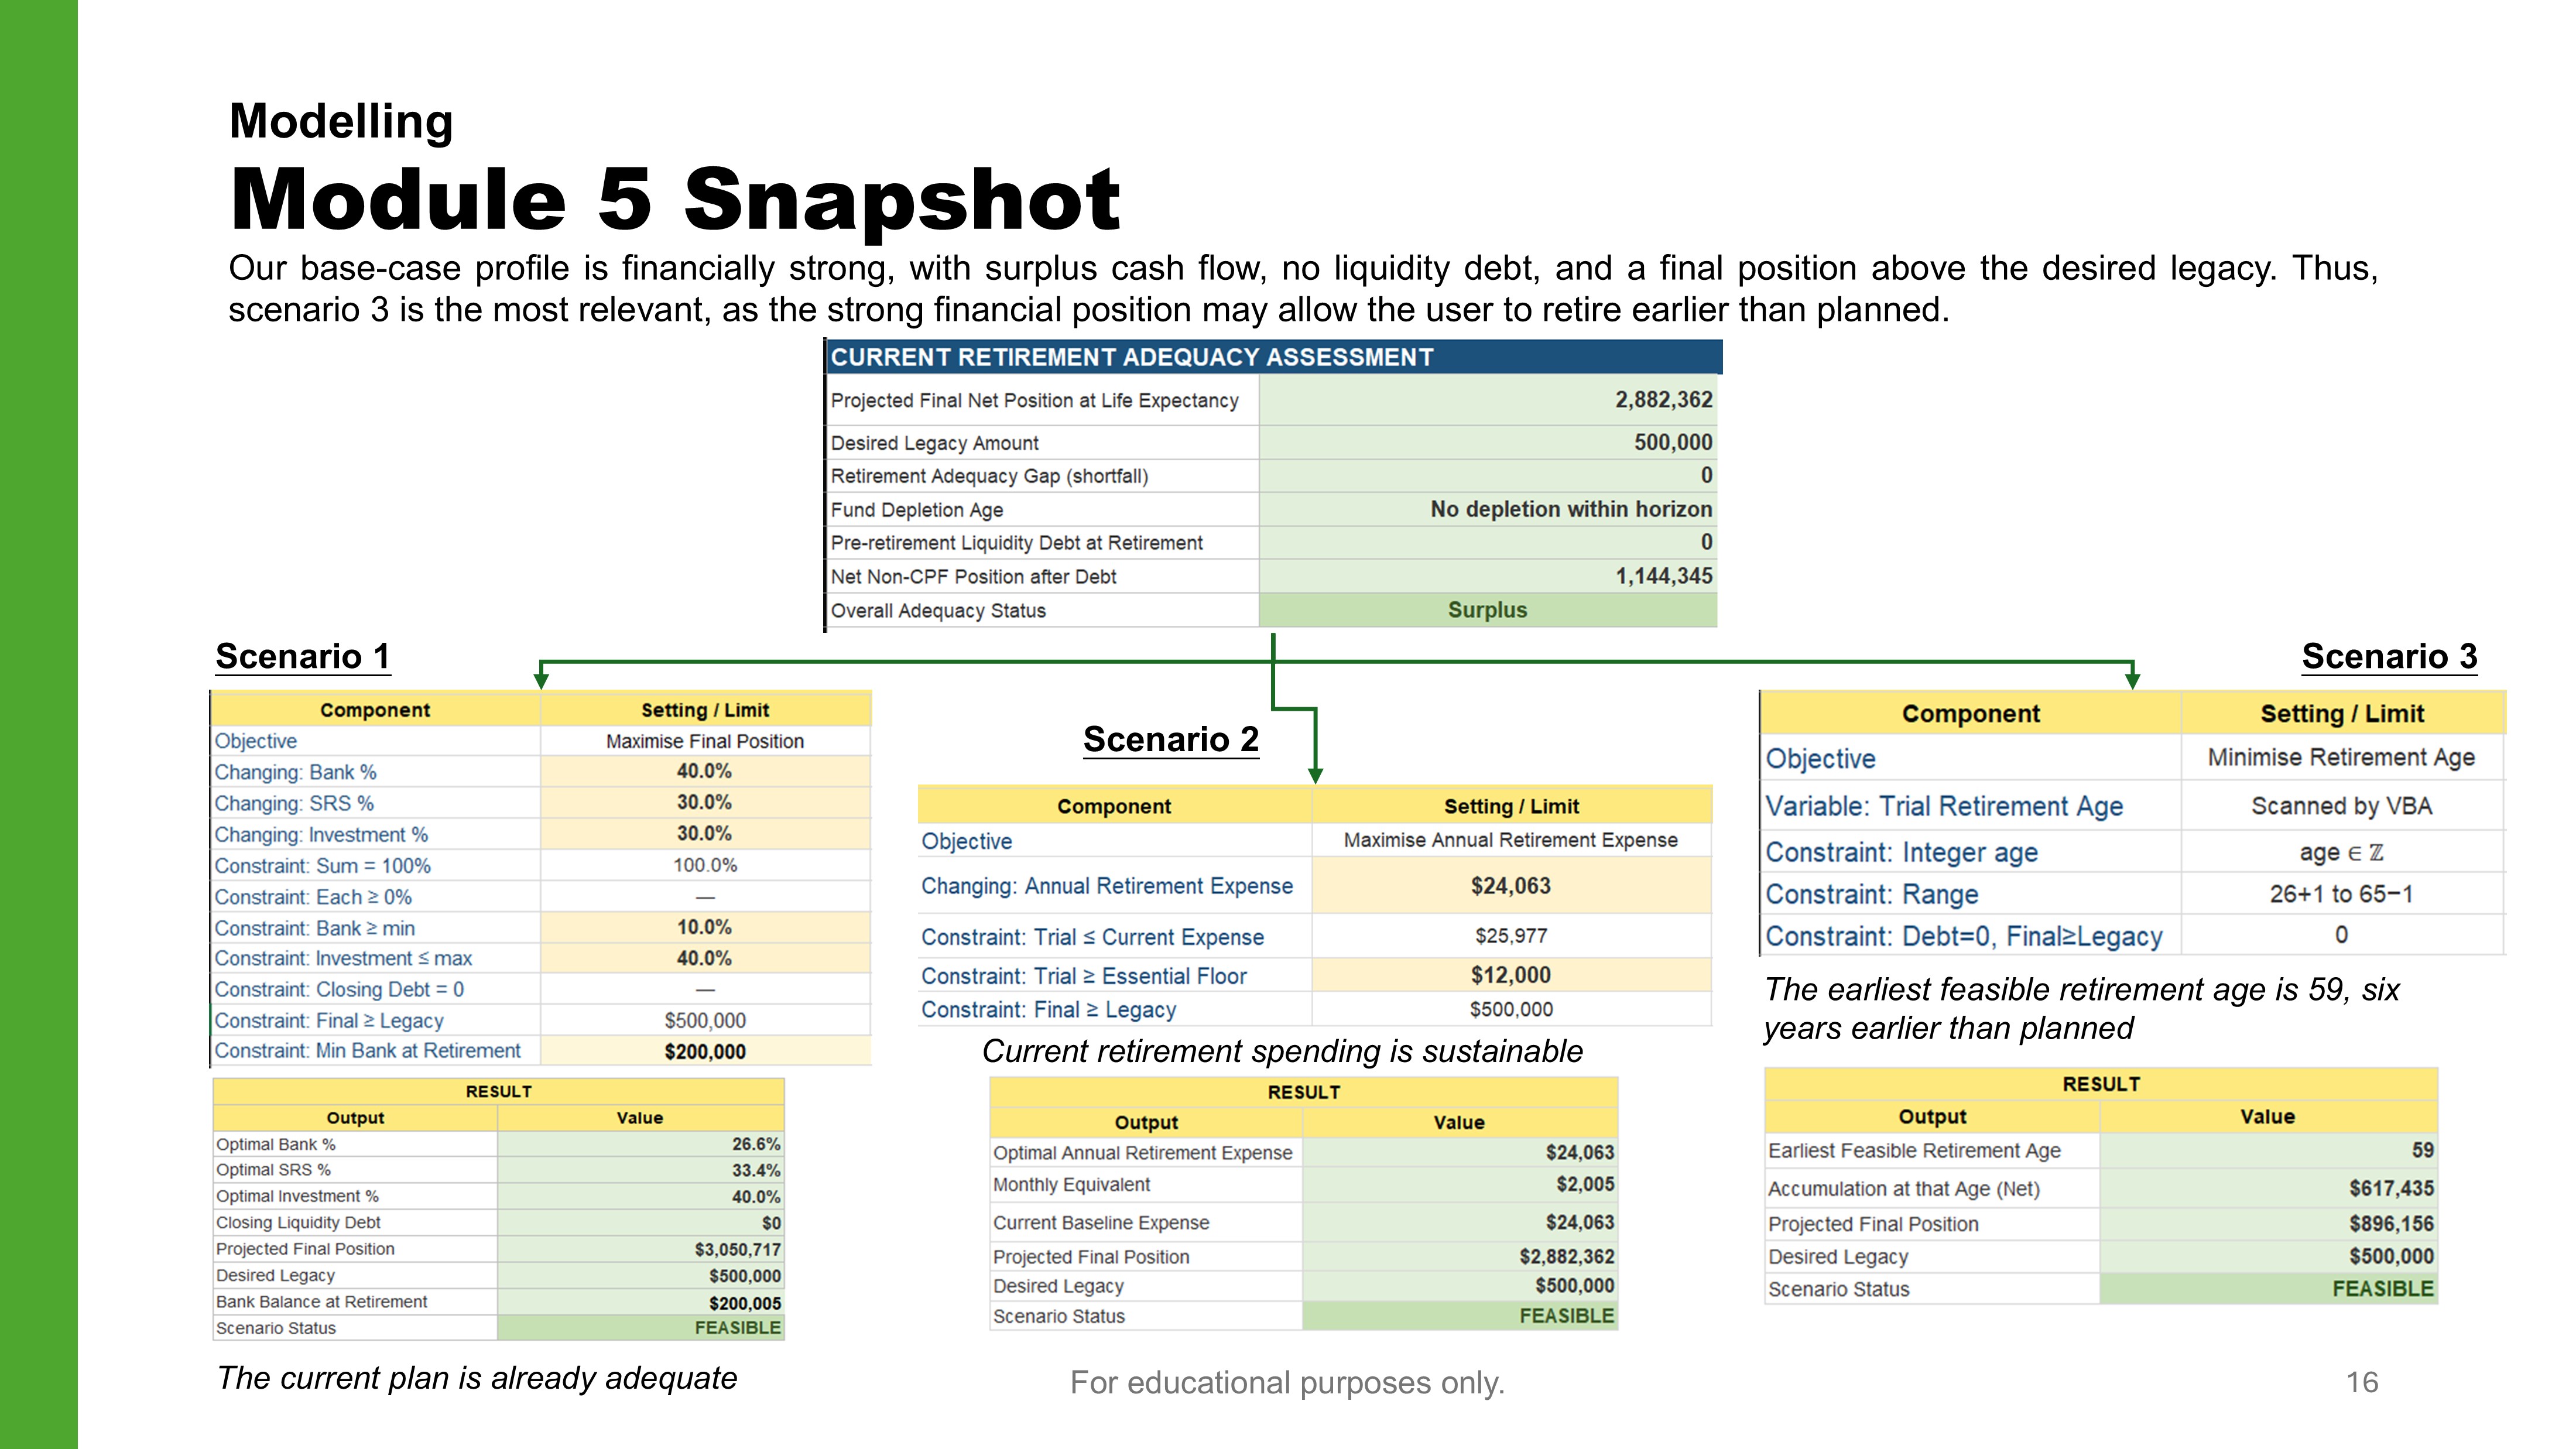 Modelling
Module 5 Snapshot
Our base-case profile is financially strong, with surplus cash flow, no liquidity debt, and a final position above the desired legacy. Thus,
scenario 3 is the most relevant, as the strong financial position may allow the user to retire earlier than planned.
CURRENT RETIREMENT ADEQUACY ASSESSMENT
Projected Final Net Position at Life Expectancy 2,882,362
Desired Legacy Amount 500,000
Retirement Adequacy Gap (shortfall) 0
Fund Depletion Age No depletion within horizon
Pre-retirement Liquidity Debt at Retirement 0
Net Non-CPF Position after Debt 1,144,345
Overall Adequacy Status Surplus
Scenario 1
Component Setting / Limit
Objective Maximise Final Position
Changing: Bank % 40.0%
Changing: SRS % 30.0%
Changing: Investment % 30.0%
Constraint: Sum = 100% 100.0%
Constraint: Each ≥ 0% —
Constraint: Bank ≥ min 10.0%
Constraint: Investment ≤ max 40.0%
Constraint: Closing Debt = 0 —
Constraint: Final ≥ Legacy $500,000
Constraint: Min Bank at Retirement $200,000
RESULT
Output Value
Optimal Bank % 26.6%
Optimal SRS % 33.4%
Optimal Investment % 40.0%
Closing Liquidity Debt $0
Projected Final Position $3,050,717
Desired Legacy $500,000
Bank Balance at Retirement $200,005
Scenario Status FEASIBLE
The current plan is already adequate
Scenario 2
Component Setting / Limit
Objective Maximise Annual Retirement Expense
Changing: Annual Retirement Expense $24,063
Constraint: Trial ≤ Current Expense $25,977
Constraint: Trial ≥ Essential Floor $12,000
Constraint: Final ≥ Legacy $500,000
Current retirement spending is sustainable
RESULT
Output Value
Optimal Annual Retirement Expense $24,063
Monthly Equivalent $2,005
Current Baseline Expense $24,063
Projected Final Position $2,882,362
Desired Legacy $500,000
Scenario Status FEASIBLE
Scenario 3
Component Setting / Limit
Objective Minimise Retirement Age
Variable: Trial Retirement Age Scanned by VBA
Constraint: Integer age age ∈ ℤ
Constraint: Range 26+1 to 65−1
Constraint: Debt=0, Final≥Legacy 0
The earliest feasible retirement age is 59, six
years earlier than planned
RESULT
Output Value
Earliest Feasible Retirement Age 59
Accumulation at that Age (Net) $617,435
Projected Final Position $896,156
Desired Legacy $500,000
Scenario Status FEASIBLE
For educational purposes only.
16